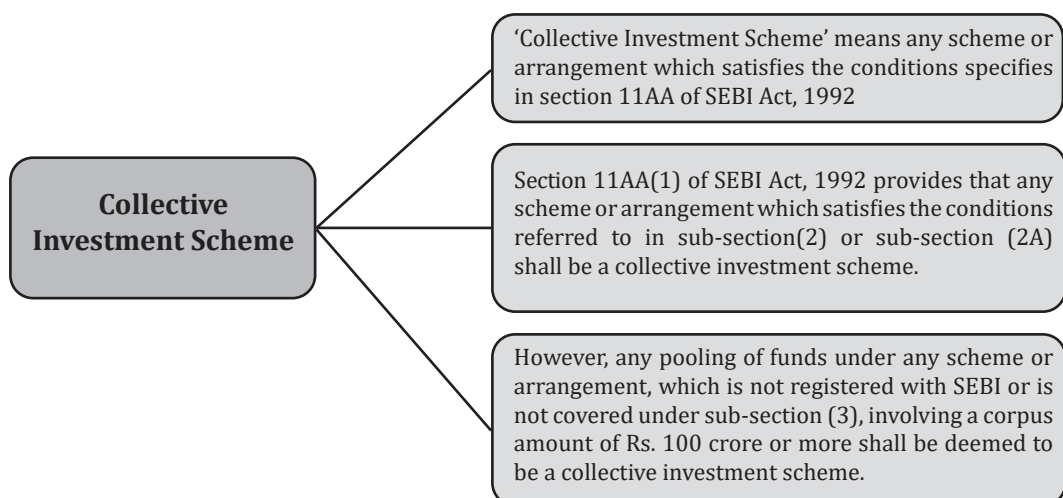 Collective
Investment Scheme
‘Collective Investment Scheme’ means any scheme or
arrangement which satisfies the conditions specifies
in section 11AA of SEBI Act, 1992
Section 11AA(1) of SEBI Act, 1992 provides that any
scheme or arrangement which satisfies the conditions
referred to in sub-section(2) or sub-section (2A)
shall be a collective investment scheme.
However, any pooling of funds under any scheme or
arrangement, which is not registered with SEBI or is
not covered under sub-section (3), involving a corpus
amount of Rs. 100 crore or more shall be deemed to
be a collective investment scheme.